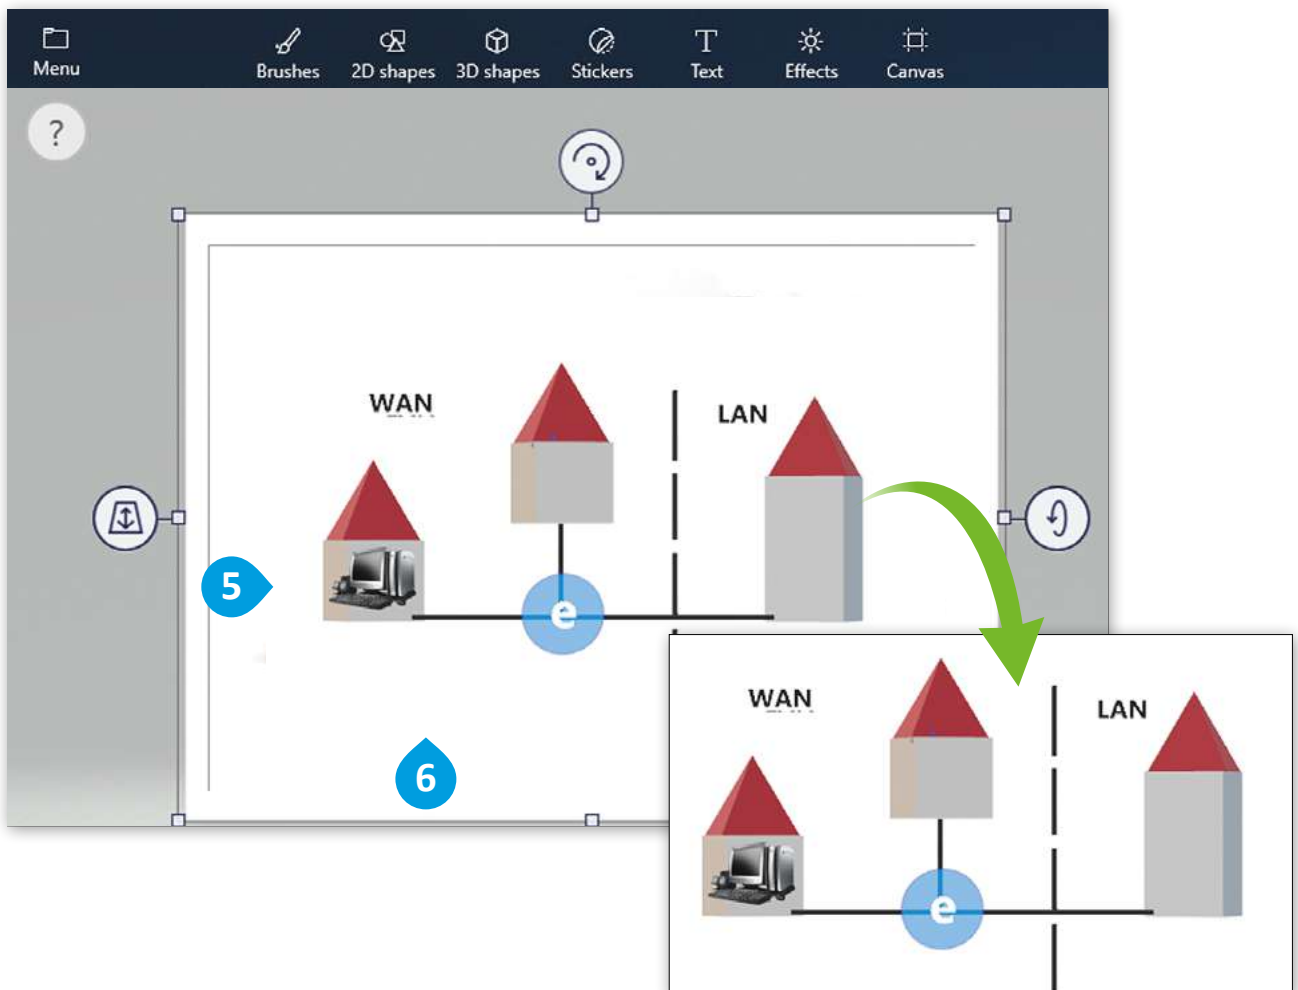 Menu
Brushes
2D shapes
3D shapes
Stickers
T
Text
Effects
Canvas
?
WAN
LAN
5
e
6
WAN
LAN
e